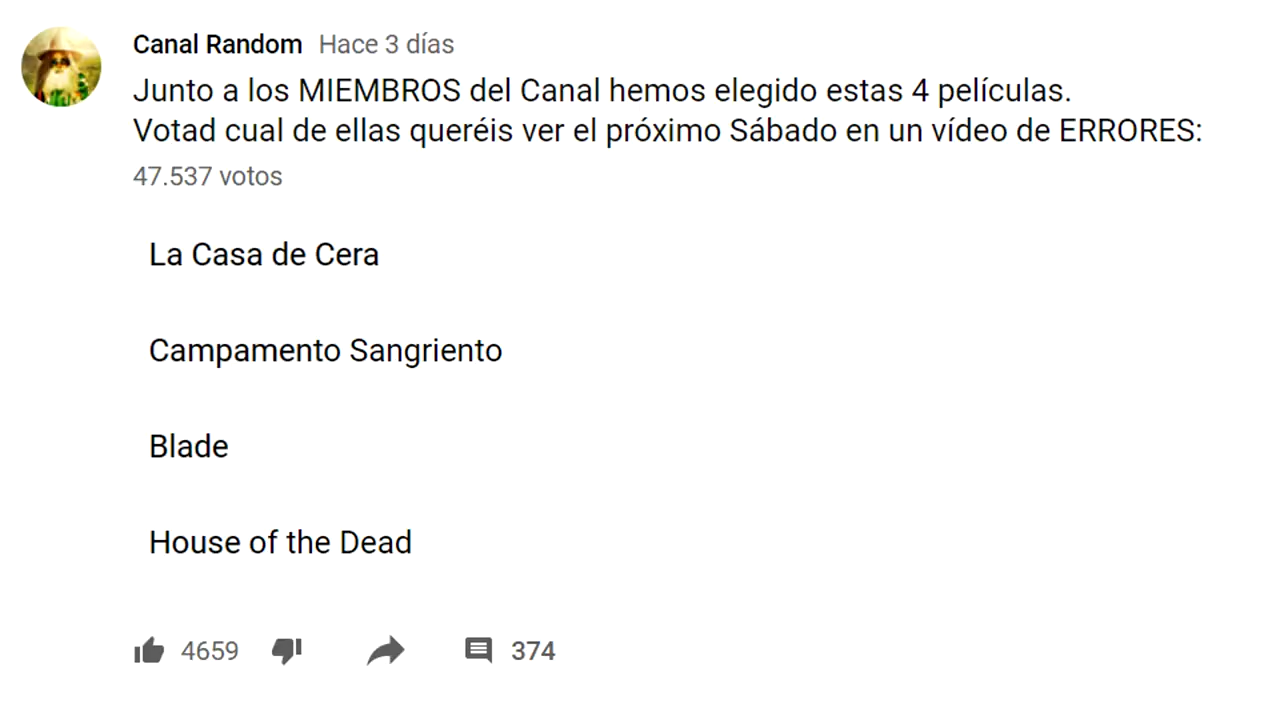 Canal Random Hace 3 días
Junto a los MIEMBROS del Canal hemos elegido estas 4 películas.
Votad cual de ellas queréis ver el próximo Sábado en un vídeo de ERRORES:
47.537 votos
La Casa de Cera
Campamento Sangriento
Blade
House of the Dead
4659 374